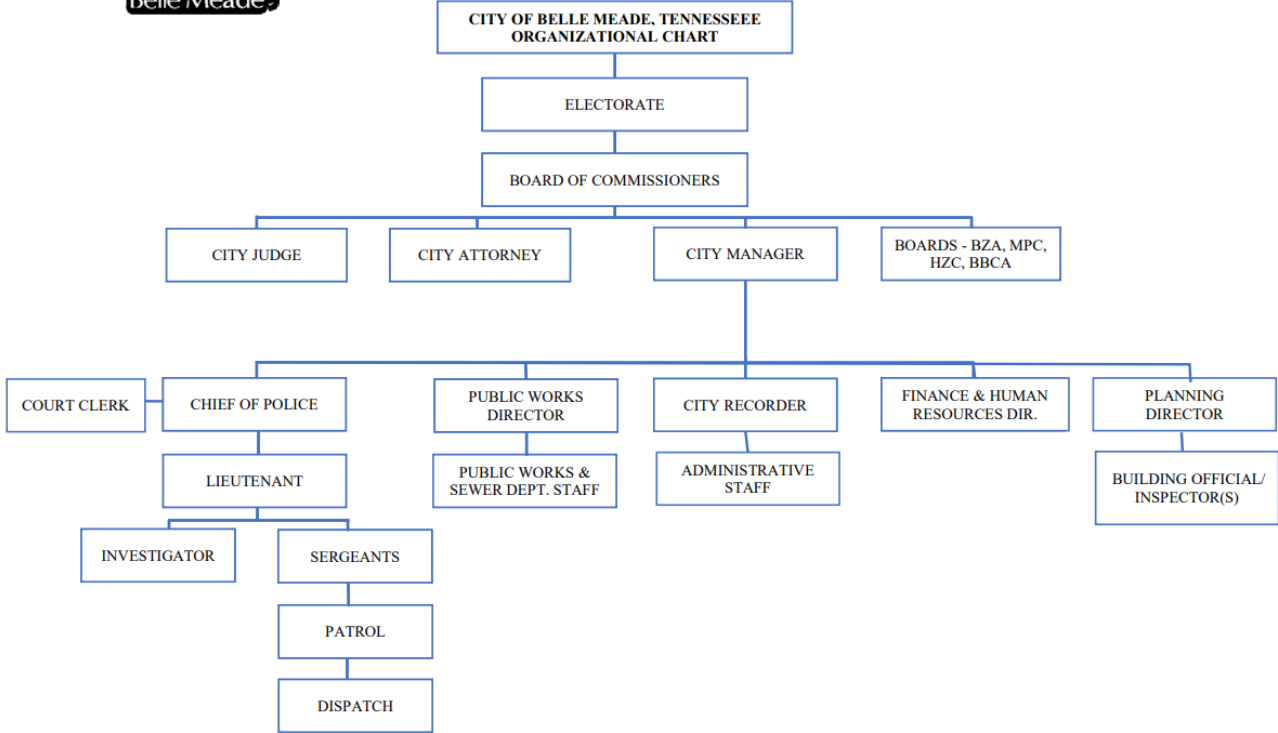 Belle Meade
CITY OF BELLE MEADE, TENNESSEEE
ORGANIZATIONAL CHART
ELECTORATE
BOARD OF COMMISSIONERS
CITY JUDGE
CITY ATTORNEY
CITY MANAGER
BOARDS - BZA, MPC,
HZC, BBCA
COURT CLERK
CHIEF OF POLICE
PUBLIC WORKS
DIRECTOR
CITY RECORDER
FINANCE & HUMAN
RESOURCES DIR.
PLANNING
DIRECTOR
LIEUTENANT
PUBLIC WORKS &
SEWER DEPT. STAFF
ADMINISTRATIVE
STAFF
BUILDING OFFICIAL/
INSPECTOR(S)
INVESTIGATOR
SERGEANTS
PATROL
DISPATCH